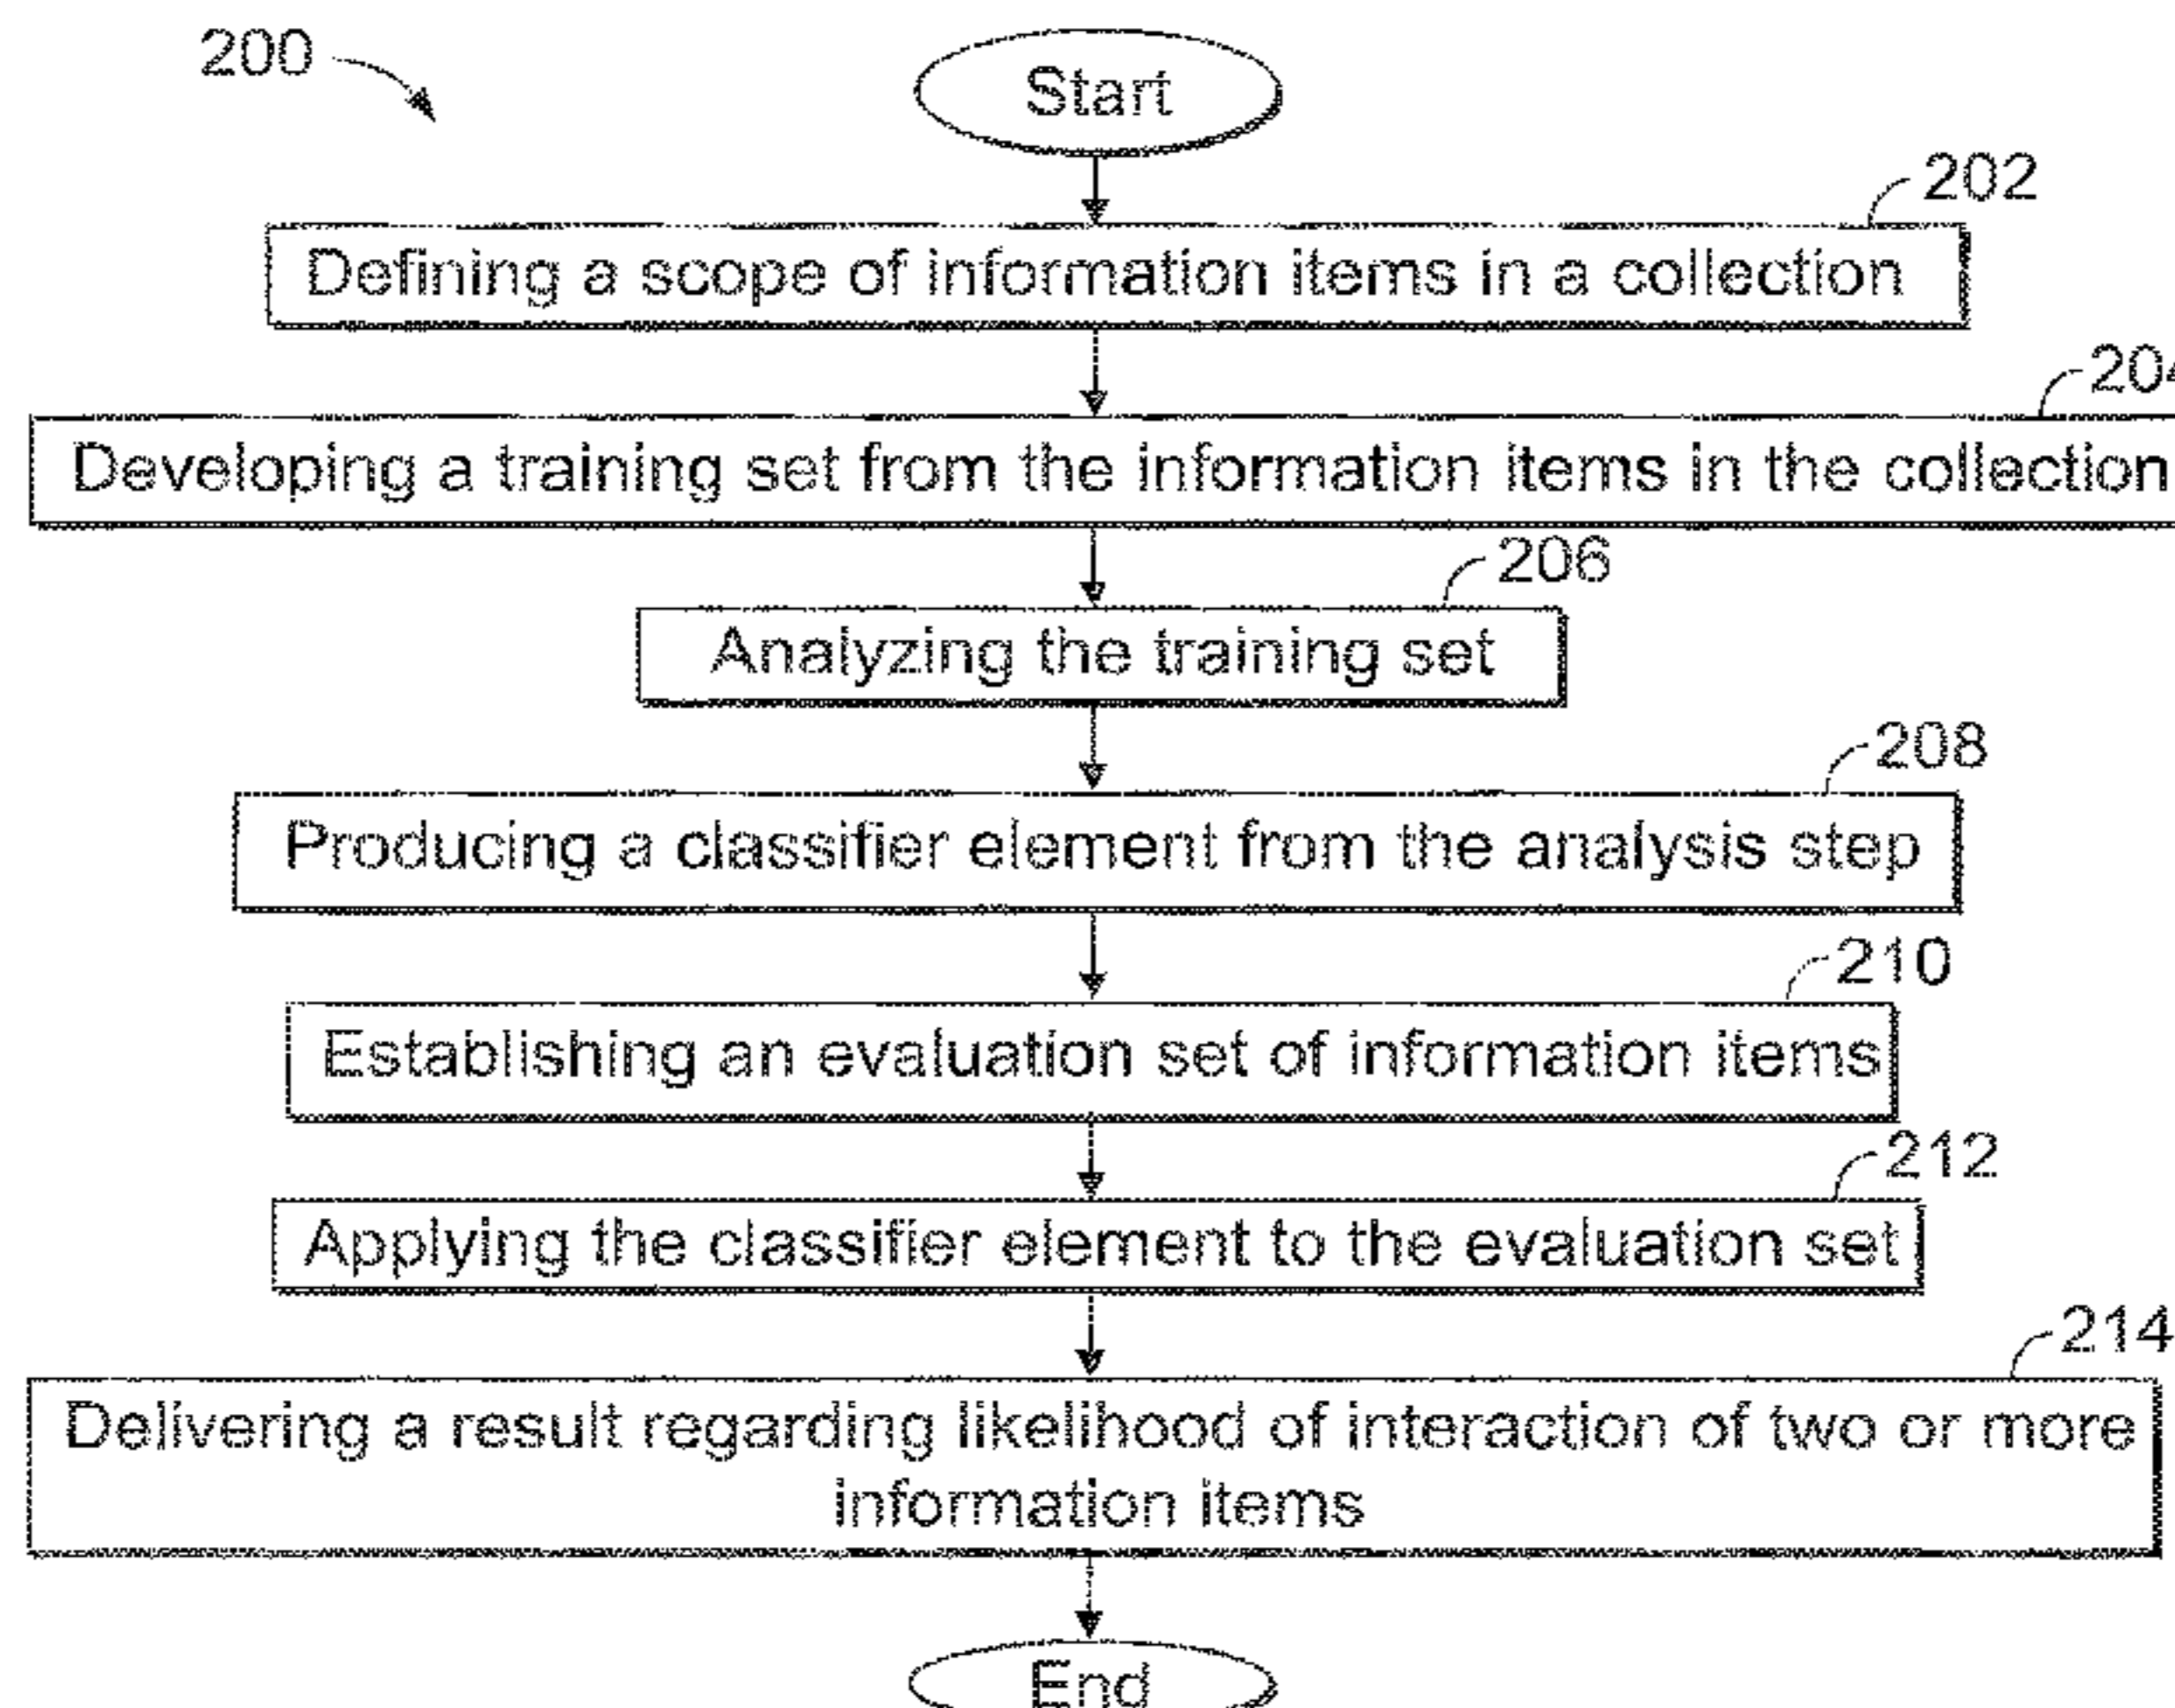 200
Start
202
Defining a scope of information items in a collection
204
Developing a training set from the information items in the collection
206
Analyzing the training set
208
Producing a classifier element from the analysis step
210
Establishing an evaluation set of information items
212
Applying the classifier element to the evaluation set
214
Delivering a result regarding likelihood of interaction of two or more
information items
End